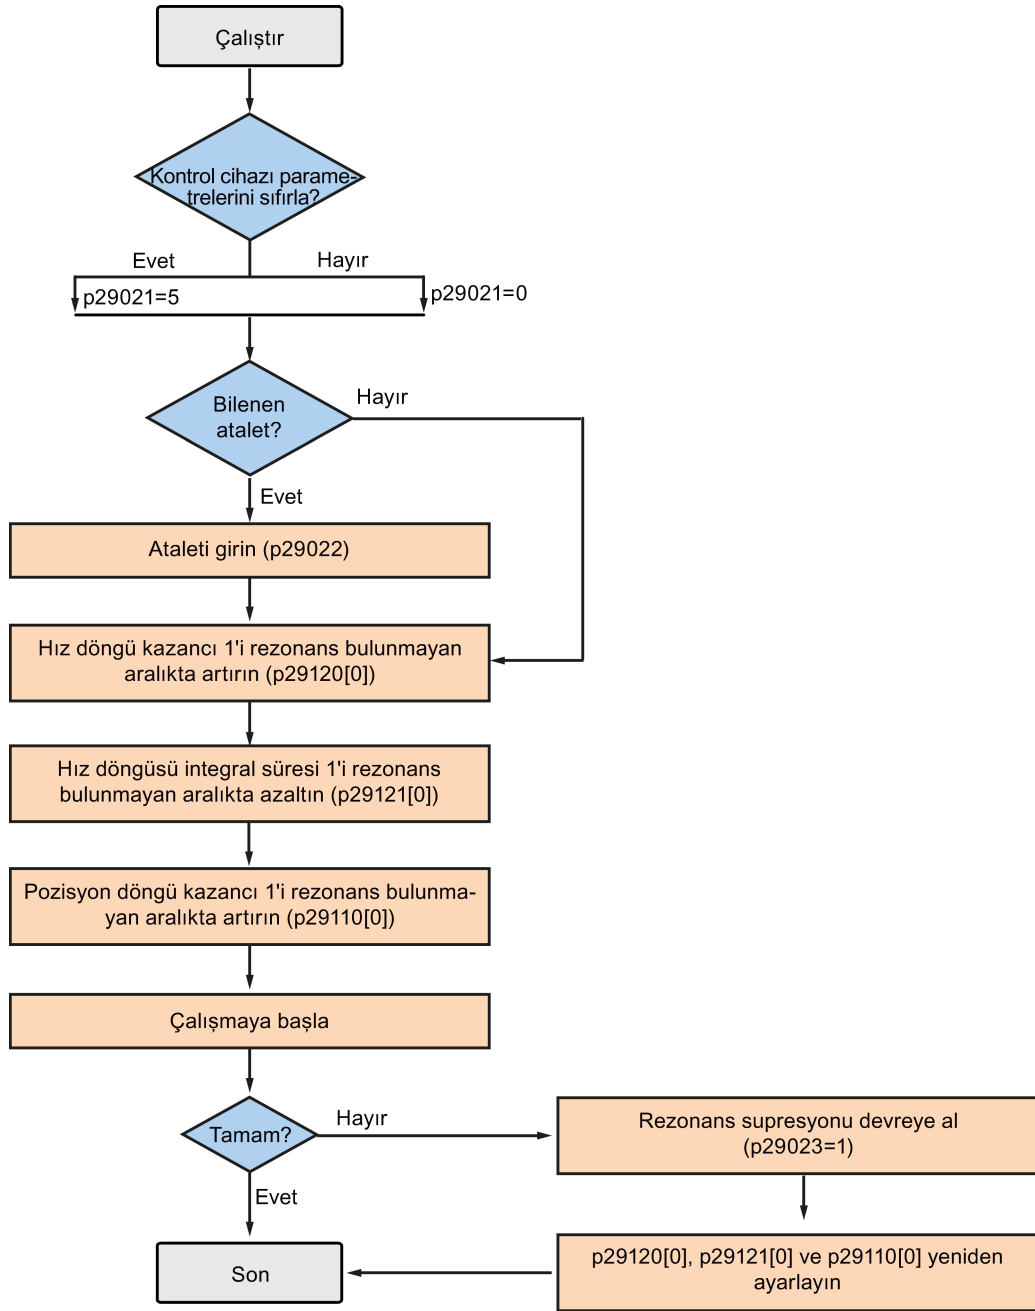 Çalıştır
Kontrol cihazı parame-
trelerini sıfırla?
Evet
Hayır
p29021=5
p29021=0
Bilenen
atalet?
Hayır
Evet
Ataleti girin (p29022)
Hız döngü kazancı 1'i rezonans bulunmayan
aralıkta artırın (p29120[0])
Hız döngüsü integral süresi 1'i rezonans
bulunmayan aralıkta azaltın (p29121[0])
Pozisyon döngü kazancı 1'i rezonans bulunma-
yan aralıkta artırın (p29110[0])
Çalışmaya başla
Tamam?
Hayır
Rezonans supresyonu devreye al
(p29023=1)
Evet
Son
p29120[0], p29121[0] ve p29110[0] yeniden
ayarlayın